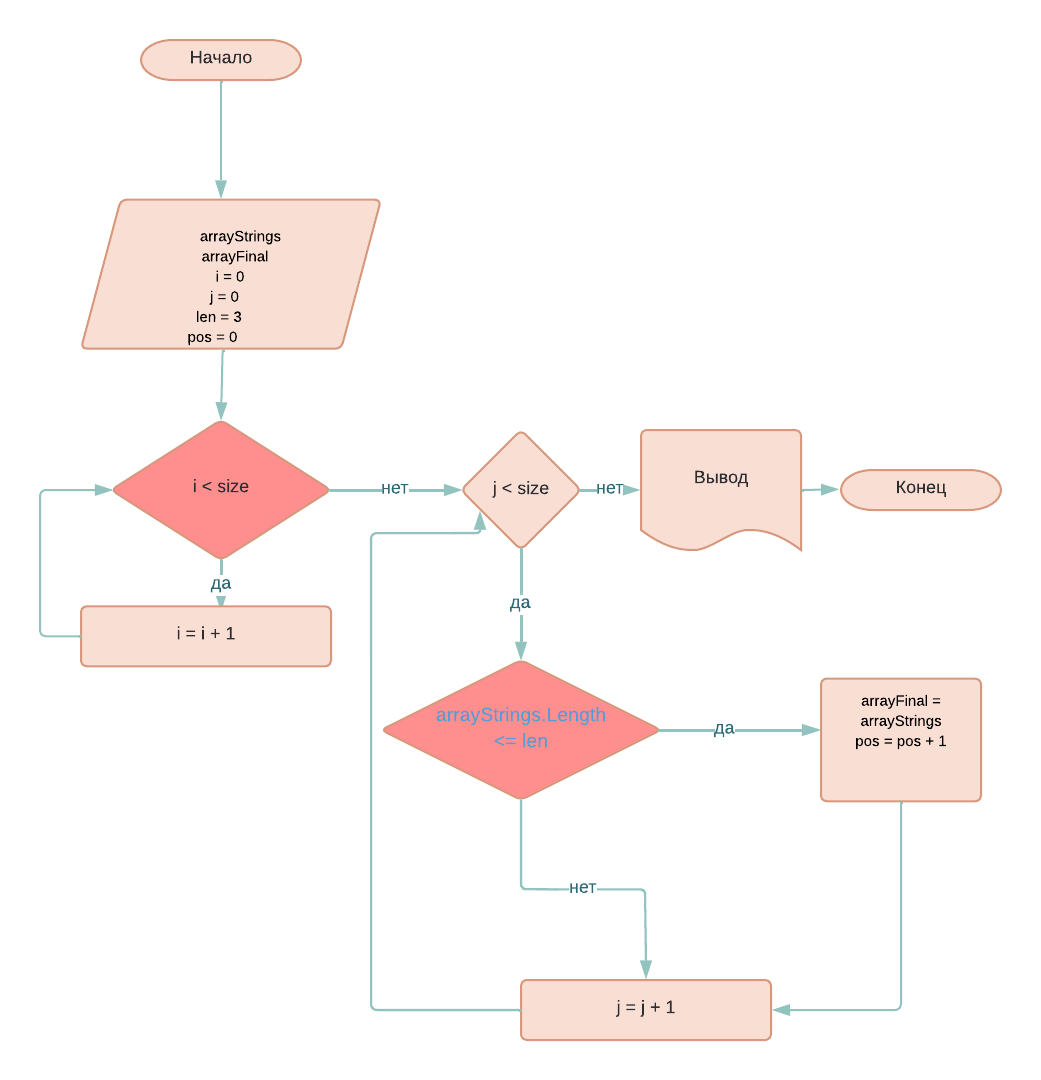 Начало
arrayStrings
arrayFinal
i = 0
j = 0
len = 3
pos = 0
i < size
нет
j < size
нет
Вывод
Конец
да
i = i + 1
да
arrayStrings.Length
<= len
да
arrayFinal =
arrayStrings
pos = pos + 1
нет
j = j + 1